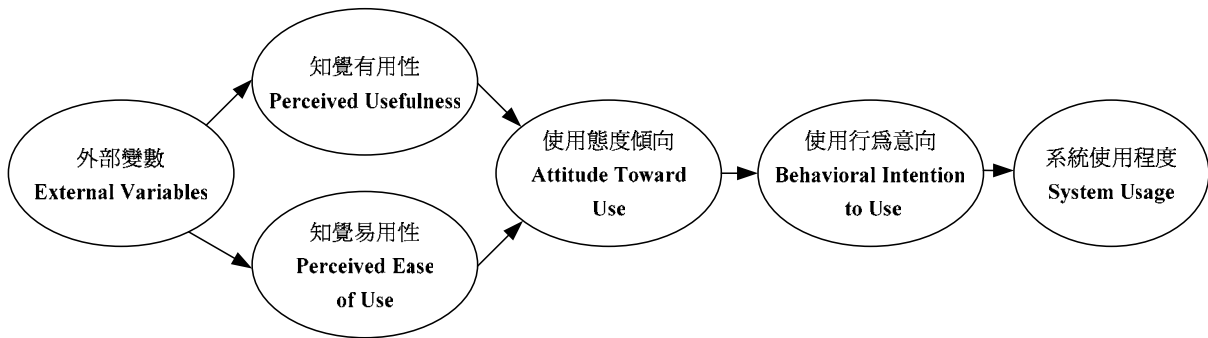 外部變數
External Variables
知覺有用性
Perceived Usefulness
知覺易用性
Perceived Ease
of Use
使用態度傾向
Attitude Toward
Use
使用行爲意向
Behavioral Intention
to Use
系統使用程度
System Usage